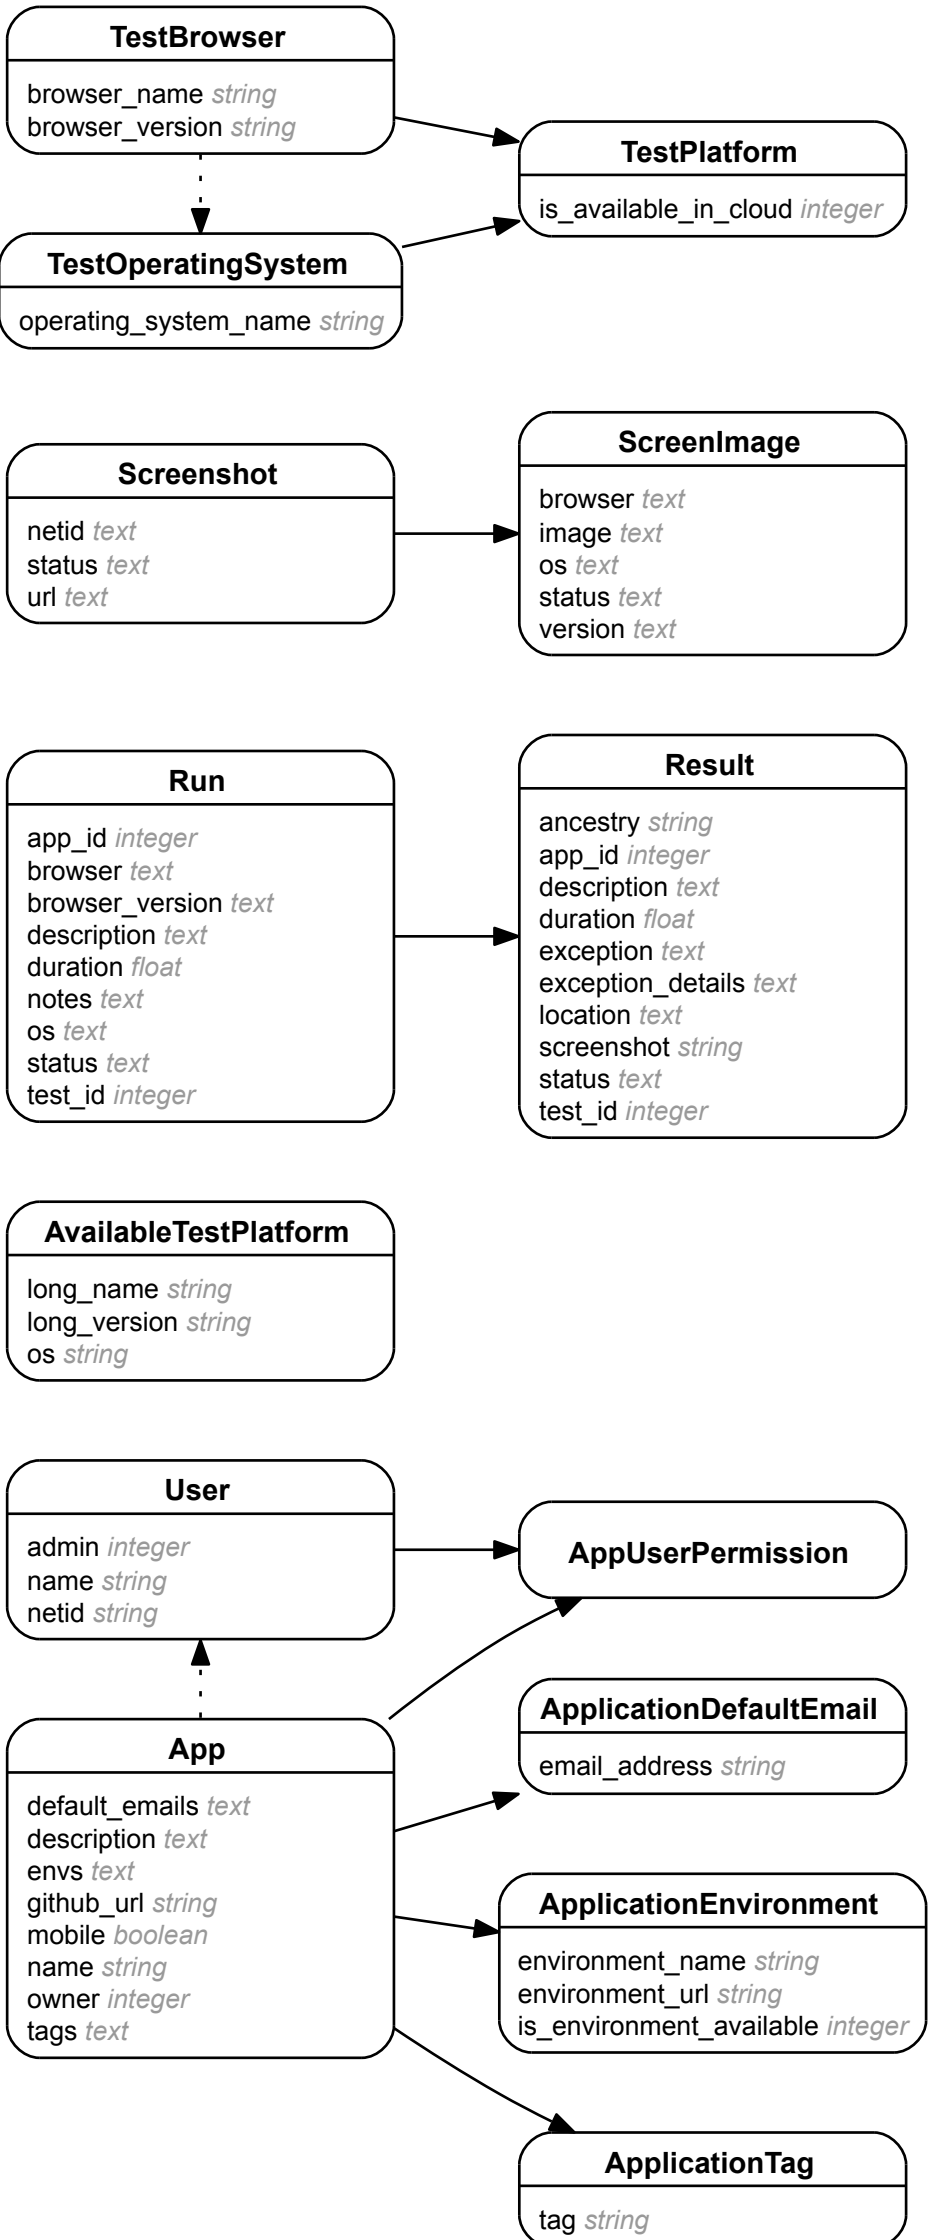 TestBrowser
browser_name string
browser_version string
TestPlatform
is_available_in_cloud integer
TestOperatingSystem
operating_system_name string
Screenshot
netid text
status text
url text
ScreenImage
browser text
image text
os text
status text
version text
Run
app_id integer
browser text
browser_version text
description text
duration float
notes text
os text
status text
test_id integer
Result
ancestry string
app_id integer
description text
duration float
exception text
exception_details text
location text
screenshot string
status text
test_id integer
AvailableTestPlatform
long_name string
long_version string
os string
User
admin integer
name string
netid string
AppUserPermission
App
default_emails text
description text
envs text
github_url string
mobile boolean
name string
owner integer
tags text
ApplicationDefaultEmail
email_address string
ApplicationEnvironment
environment_name string
environment_url string
is_environment_available integer
ApplicationTag
tag string